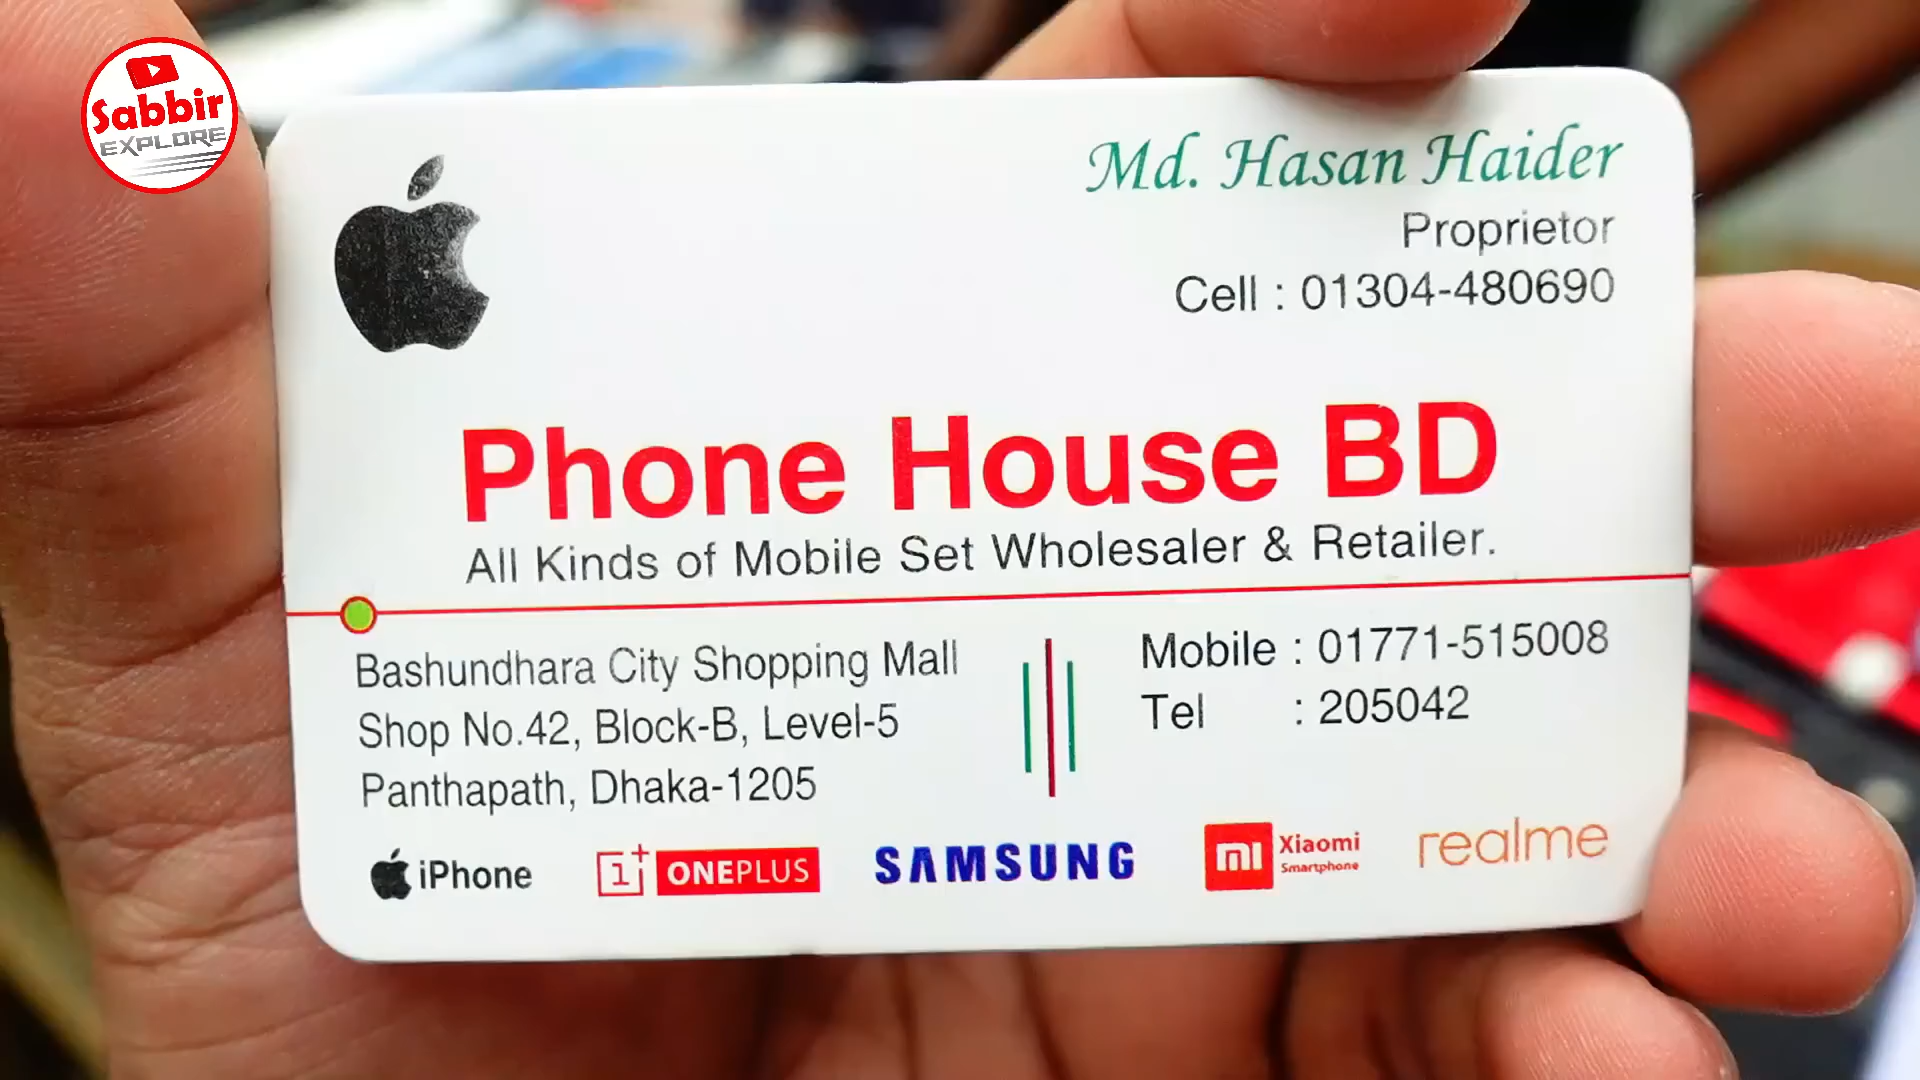 Sabbir
EXPLORE
Md. Hasan Haider
Proprietor
Cell : 01304-480690
Phone House BD
All Kinds of Mobile Set Wholesaler & Retailer.
Bashundhara City Shopping Mall
Shop No.42, Block-B, Level-5
Panthapath, Dhaka-1205
Mobile : 01771-515008
Tel : 205042
iPhone
1+ ONEPLUS
SAMSUNG
mi Xiaomi
Smartphone
realme